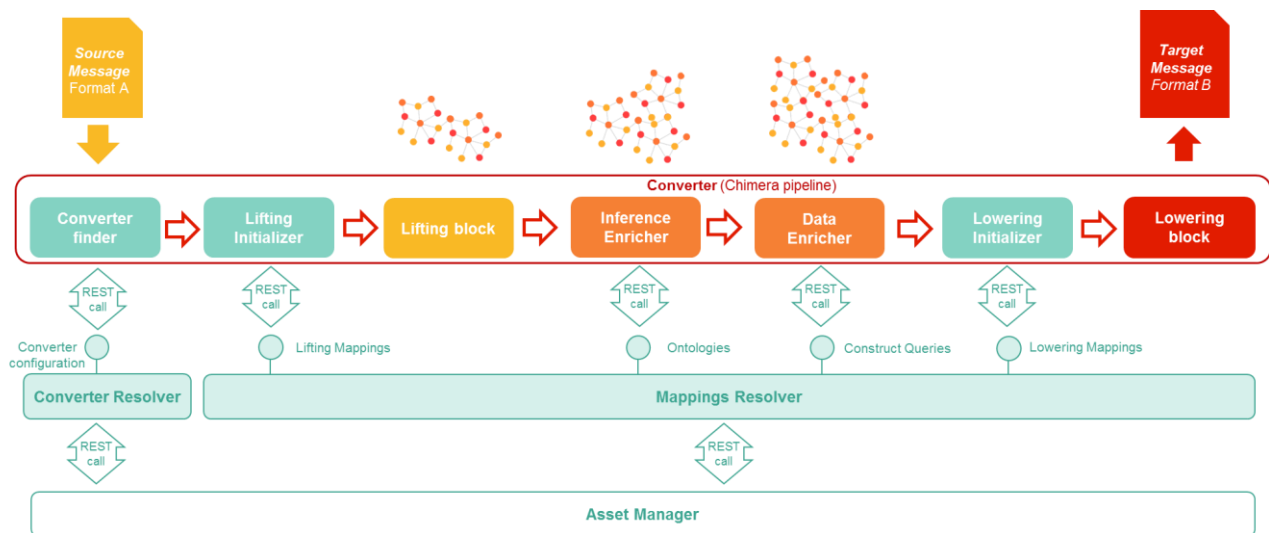 Source
Message
Format A
Target
Message
Format B
Converter (Chimera pipeline)
Converter
finder
Lifting
Initializer
Lifting block
Inference
Enricher
Data
Enricher
Lowering
Initializer
Lowering
block
REST
call
REST
call
REST
call
REST
call
REST
call
Converter
configuration
Lifting Mappings
Ontologies
Construct Queries
Lowering Mappings
Converter Resolver
Mappings Resolver
REST
call
REST
call
Asset Manager